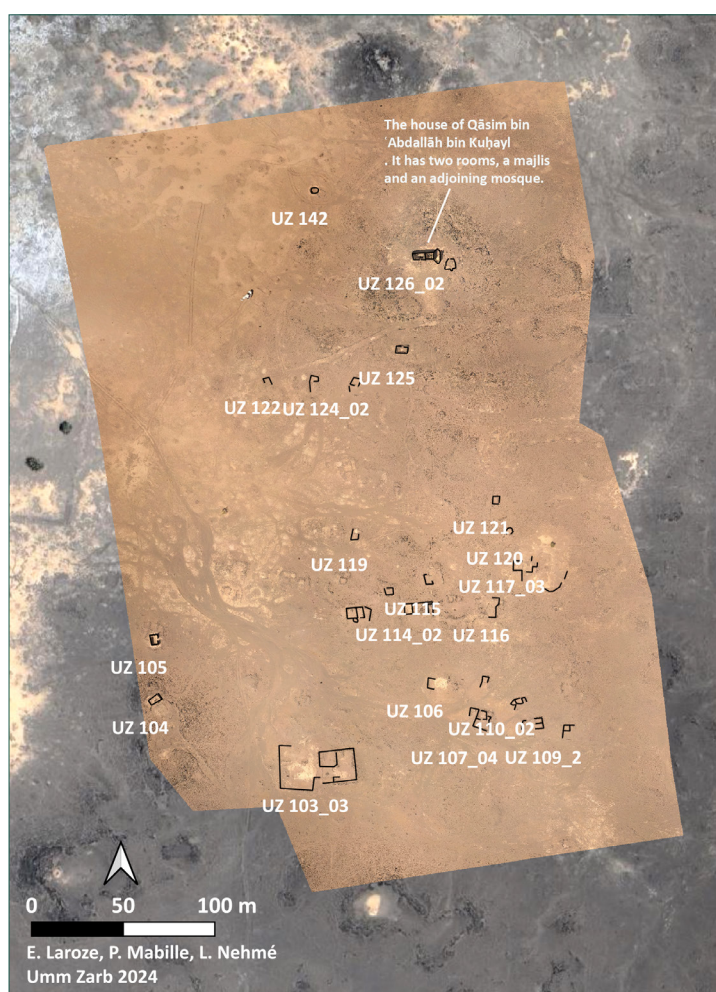 The house of Qāsim bin
ʿAbdallāh bin Kuḥayl
. It has two rooms, a majlis
and an adjoining mosque.
UZ 142
UZ 126_02
UZ 125
UZ 122
UZ 124_02
UZ 121
UZ 119
UZ 120
UZ 117_03
UZ 115
UZ 114_02
UZ 116
UZ 105
UZ 106
UZ 104
UZ 110_02
UZ 107_04
UZ 109_2
UZ 103_03
0 50 100 m
E. Laroze, P. Mabille, L. Nehmé
Umm Zarb 2024